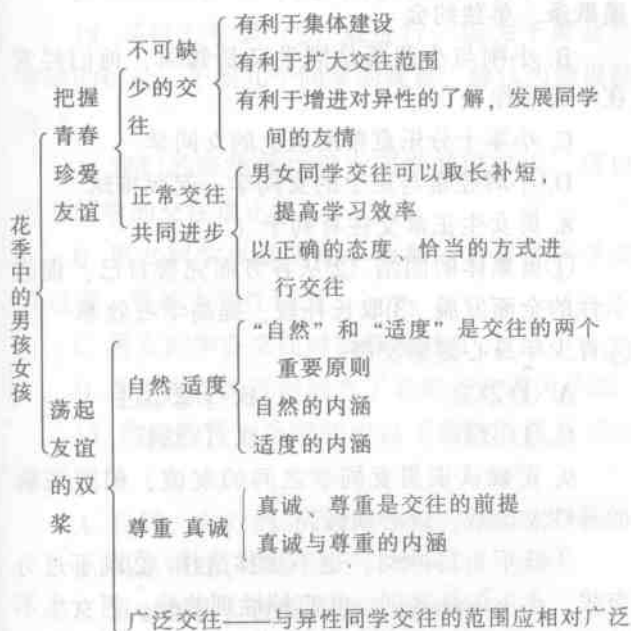 花季中的男孩女孩
把握
青春
珍爱
友谊
不可缺
少的交
往
有利于集体建设
有利于扩大交往范围
有利于增进对异性的了解，发展同学
间的友情
正常交往
共同进步
男女同学交往可以取长补短，
提高学习效率
以正确的态度、恰当的方式进
行交往
荡起
友谊
的双
桨
自然 适度
“自然”和“适度”是交往的两个
重要原则
自然的内涵
适度的内涵
尊重 真诚
真诚、尊重是交往的前提
真诚与尊重的内涵
广泛交往——与异性同学交往的范围应相对广泛